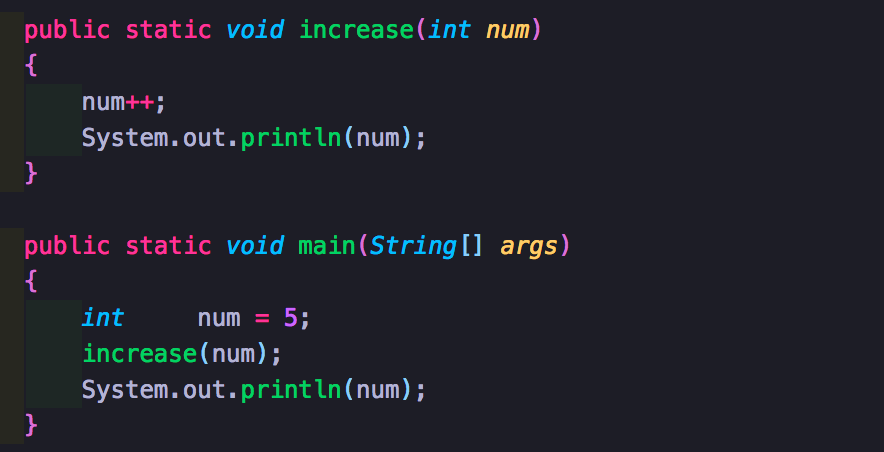 public static void increase(int num)
{
    num++;
    System.out.println(num);
}

public static void main(String[] args)
{
    int     num = 5;
    increase(num);
    System.out.println(num);
}